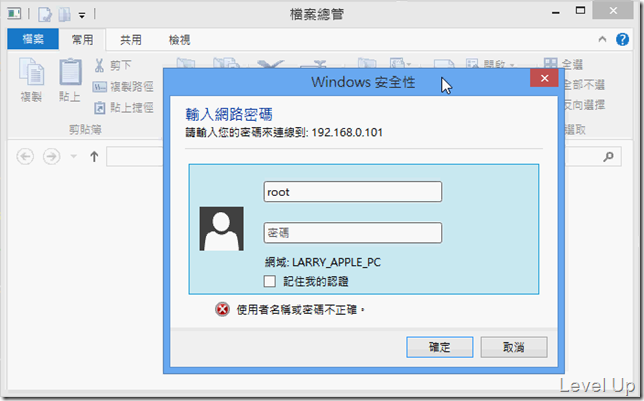 檔案總管
檔案 常用 共用 檢視
複製
貼上
剪下
複製路徑
貼上捷徑
剪貼簿
開啟
全選
全部不選
反向選擇
選取
Windows 安全性
輸入網路密碼
請輸入您的密碼來連線到: 192.168.0.101
root
密碼
網域: LARRY_APPLE_PC
記住我的認證
使用者名稱或密碼不正確。
確定 取消
Level Up